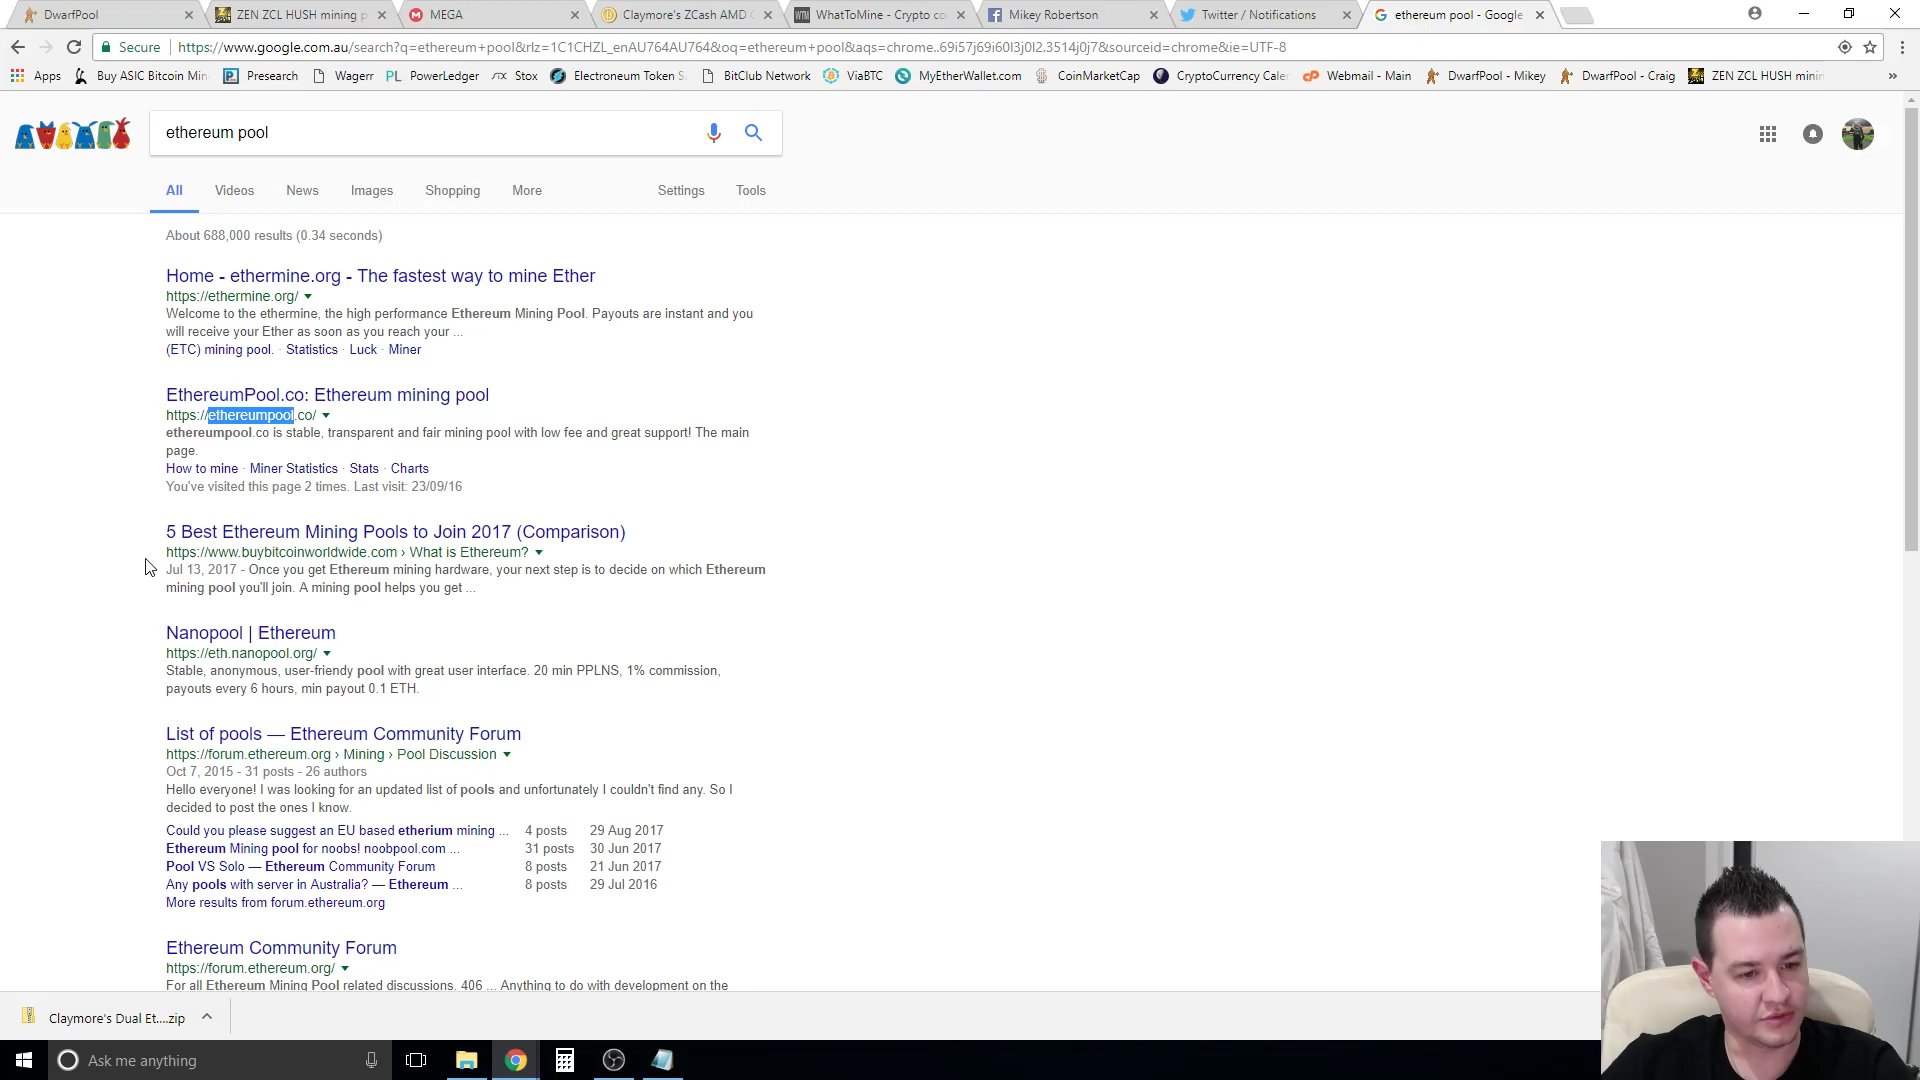 DwarfPool
ZEN ZCL HUSH mining p
MEGA
Claymore's ZCash AMD
WhatToMine - Crypto co
Mikey Robertson
Twitter / Notifications
ethereum pool - Google
Secure
https://www.google.com.au/search?q=ethereum+pool&rlz=1C1CHZL_enAU764AU764&oq=ethereum+pool&aqs=chrome..69i57j69i60l3j0l2.3514j0j7&sourceid=chrome&ie=UTF-8
Apps
Buy ASIC Bitcoin Min
Presearch
Wagerr
PL PowerLedger
Stox
Electroneum Token S
BitClub Network
ViaBTC
MyEtherWallet.com
CoinMarketCap
CryptoCurrency Cale
Webmail - Main
DwarfPool - Mikey
DwarfPool - Craig
ZEN ZCL HUSH minin
ethereum pool
All
Videos
News
Images
Shopping
More
Settings
Tools
About 688,000 results (0.34 seconds)
Home - ethermine.org - The fastest way to mine Ether
https://ethermine.org/
Welcome to the ethermine, the high performance Ethereum Mining Pool. Payouts are instant and you
will receive your Ether as soon as you reach your ...
(ETC) mining pool. · Statistics · Luck · Miner
EthereumPool.co: Ethereum mining pool
https://ethereumpool.co/
ethereumpool.co is stable, transparent and fair mining pool with low fee and great support! The main
page.
How to mine · Miner Statistics · Stats · Charts
You've visited this page 2 times. Last visit: 23/09/16
5 Best Ethereum Mining Pools to Join 2017 (Comparison)
https://www.buybitcoinworldwide.com › What is Ethereum?
Jul 13, 2017 - Once you get Ethereum mining hardware, your next step is to decide on which Ethereum
mining pool you'll join. A mining pool helps you get ...
Nanopool | Ethereum
https://eth.nanopool.org/
Stable, anonymous, user-friendly pool with great user interface. 20 min PPLNS, 1% commission,
payouts every 6 hours, min payout 0.1 ETH.
List of pools — Ethereum Community Forum
https://forum.ethereum.org › Mining › Pool Discussion
Oct 7, 2015 - 31 posts - 26 authors
Hello everyone! I was looking for an updated list of pools and unfortunately I couldn't find any. So I
decided to post the ones I know.
Could you please suggest an EU based etherium mining ... 4 posts 29 Aug 2017
Ethereum Mining pool for noobs! noobpool.com ... 31 posts 30 Jun 2017
Pool VS Solo — Ethereum Community Forum 8 posts 21 Jun 2017
Any pools with server in Australia? — Ethereum ... 8 posts 29 Jul 2016
More results from forum.ethereum.org
Ethereum Community Forum
https://forum.ethereum.org/
For all Ethereum Mining Pool related discussions. 406 ... Anything to do with development on the
Claymore's Dual Et....zip
Ask me anything